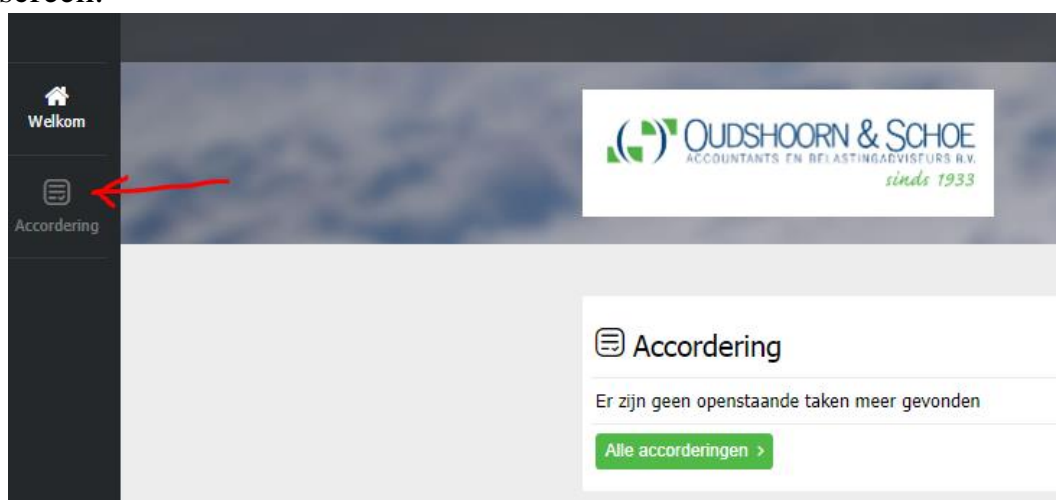 screen.
Welkom
Accordering
OUDSHOORN & SCHOE
ACCOUNTANTS EN BELASTINGADVISEURS B.V.
sinds 1933
Accordering
Er zijn geen openstaande taken meer gevonden
Alle accorderingen >